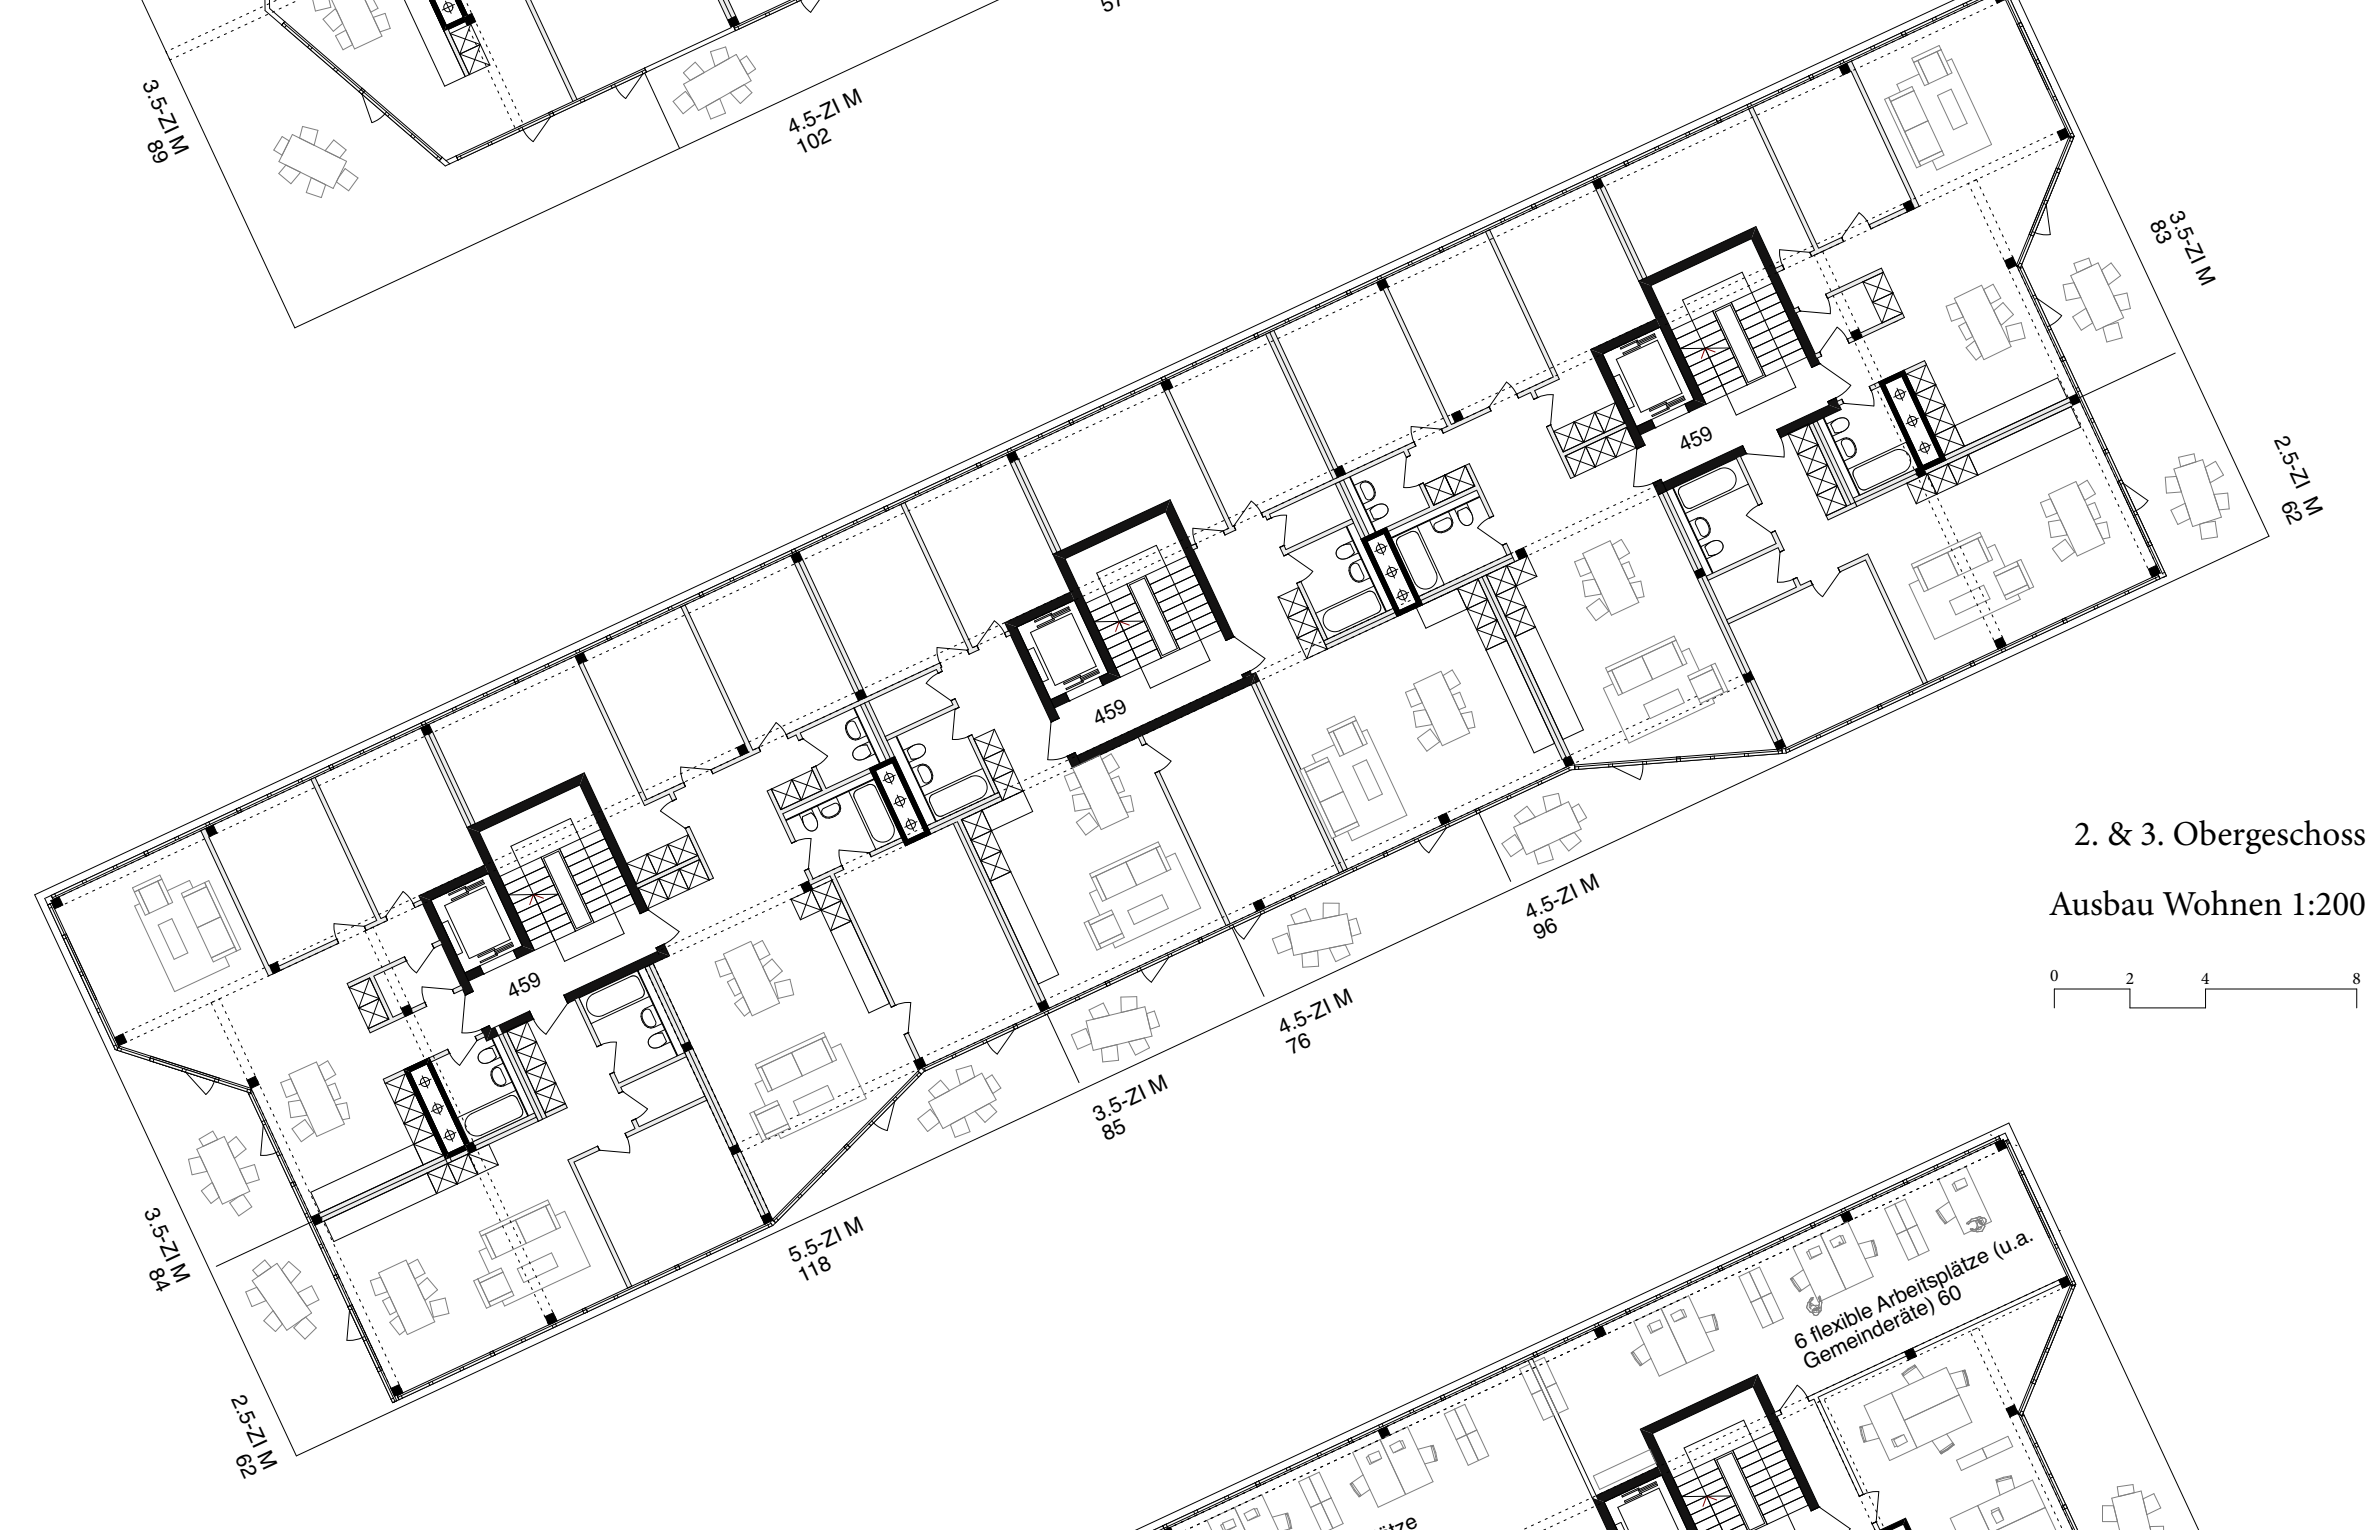 3.5-ZI M
89
4.5-ZI M
102
57
3.5-ZI M
83
459
2.5-ZI M
62
459
2. & 3. Obergeschoss
4.5-ZI M
96
Ausbau Wohnen 1:200
0 2 4 8
459
4.5-ZI M
76
3.5-ZI M
85
3.5-ZI M
84
5.5-ZI M
118
6 flexible Arbeitsplätze (u.a.
Gemeinderäte) 60
2.5-ZI M
62